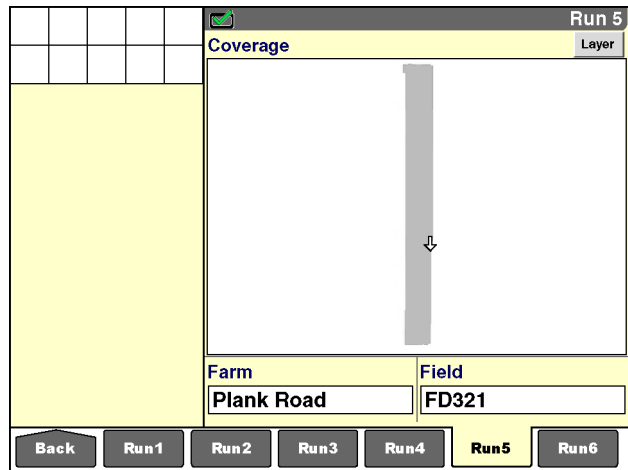 Run 5
Coverage
Layer
Farm
Field
Plank Road
FD321
Back
Run1
Run2
Run3
Run4
Run5
Run6